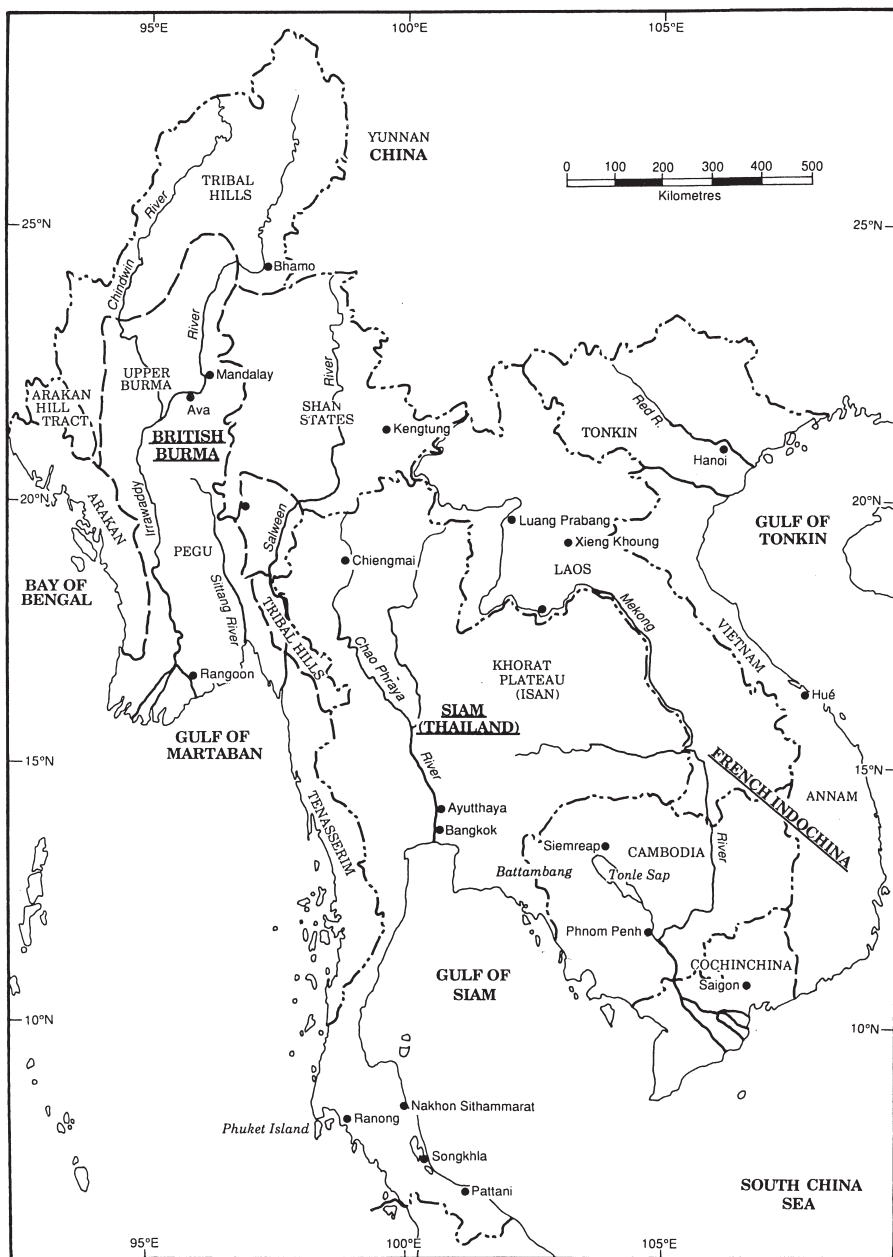 95°E
100°E
105°E
YUNNAN
CHINA
0 100 200 300 400 500
Kilometres
TRIBAL
HILLS
River
25°N
25°N
Chindwin
Bhamo
River
River
UPPER
BURMA
Mandalay
ARAKAN
HILL
TRACT
Ava
SHAN
STATES
Red R.
BRITISH
BURMA
Kengtung
TONKIN
Hanoi
20°N
20°N
ARAKAN
Irrawaddy
Salween
Luang Prabang
GULF OF
TONKIN
PEGU
Chiengmai
Xieng Khoung
LAOS
BAY OF
BENGAL
Sittang River
TRIBAL HILLS
Mekong
VIETNAM
Chao Phraya
KHORAT
PLATEAU
(ISAN)
Rangoon
Hué
GULF OF
MARTABAN
SIAM
(THAILAND)
15°N
15°N
River
FRENCH INDOCHINA
ANNAM
TENASSERIM
Ayutthaya
Bangkok
Siemreap
CAMBODIA
River
Battambang
Tonle Sap
Phnom Penh
GULF OF
SIAM
COCHINCHINA
Saigon
10°N
10°N
Nakhon Sithammarat
Ranong
Phuket Island
Songkhla
Pattani
SOUTH CHINA
SEA
95°E
100°E
105°E